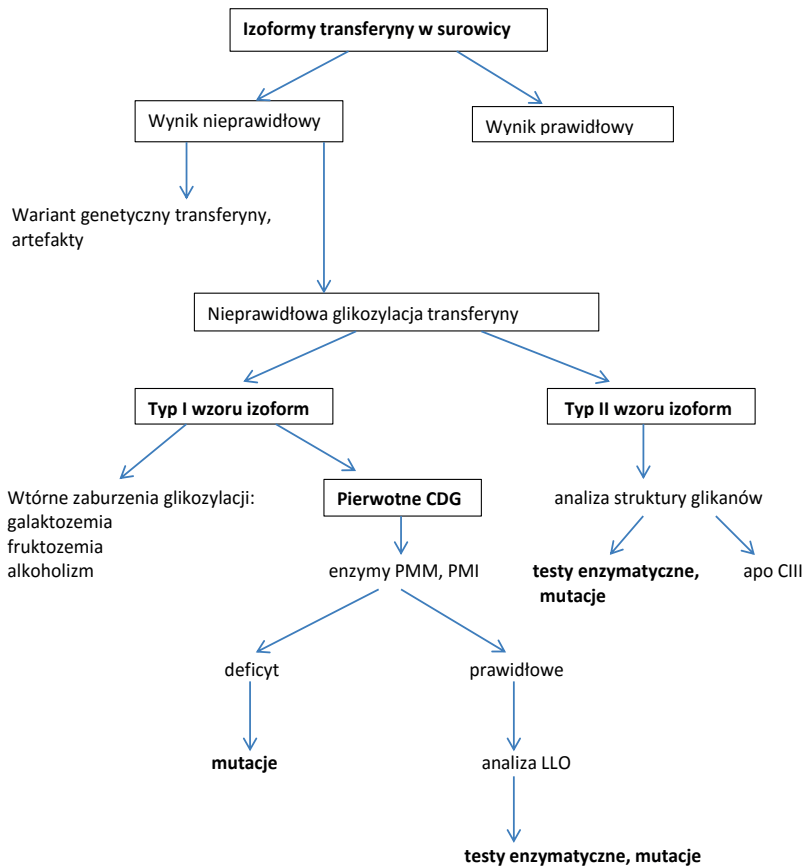 Izoformy transferyny w surowicy
Wynik nieprawidłowy
Wynik prawidłowy
Wariant genetyczny transferyny,
artefakty
Nieprawidłowa glikozylacja transferyny
Typ I wzoru izoform
Typ II wzoru izoform
Wtórne zaburzenia glikozylacji:
galaktozemia
fruktozemia
alkoholizm
Pierwotne CDG
analiza struktury glikanów
enzymy PMM, PMI
testy enzymatyczne,
mutacje
apo CIII
deficyt
prawidłowe
mutacje
analiza LLO
testy enzymatyczne, mutacje